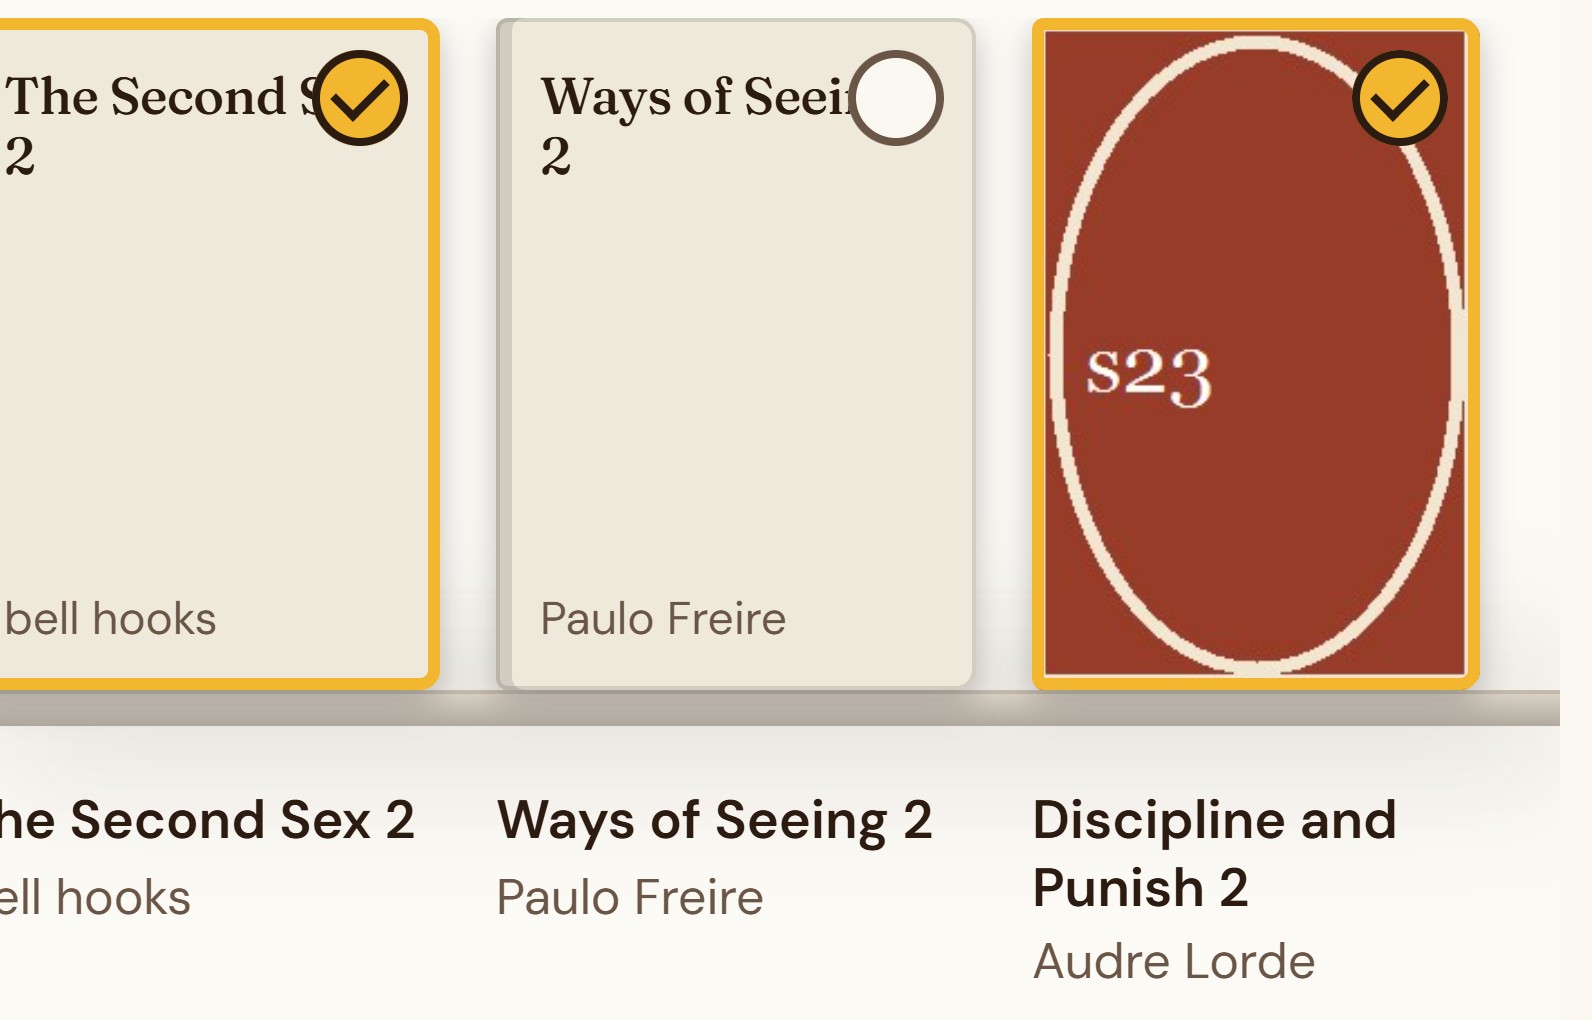 The Second
2
bell hooks
Ways of
2
Paulo Freire
s23
he Second Sex 2
ell hooks
Ways of Seeing 2
Paulo Freire
Discipline and
Punish 2
Audre Lorde